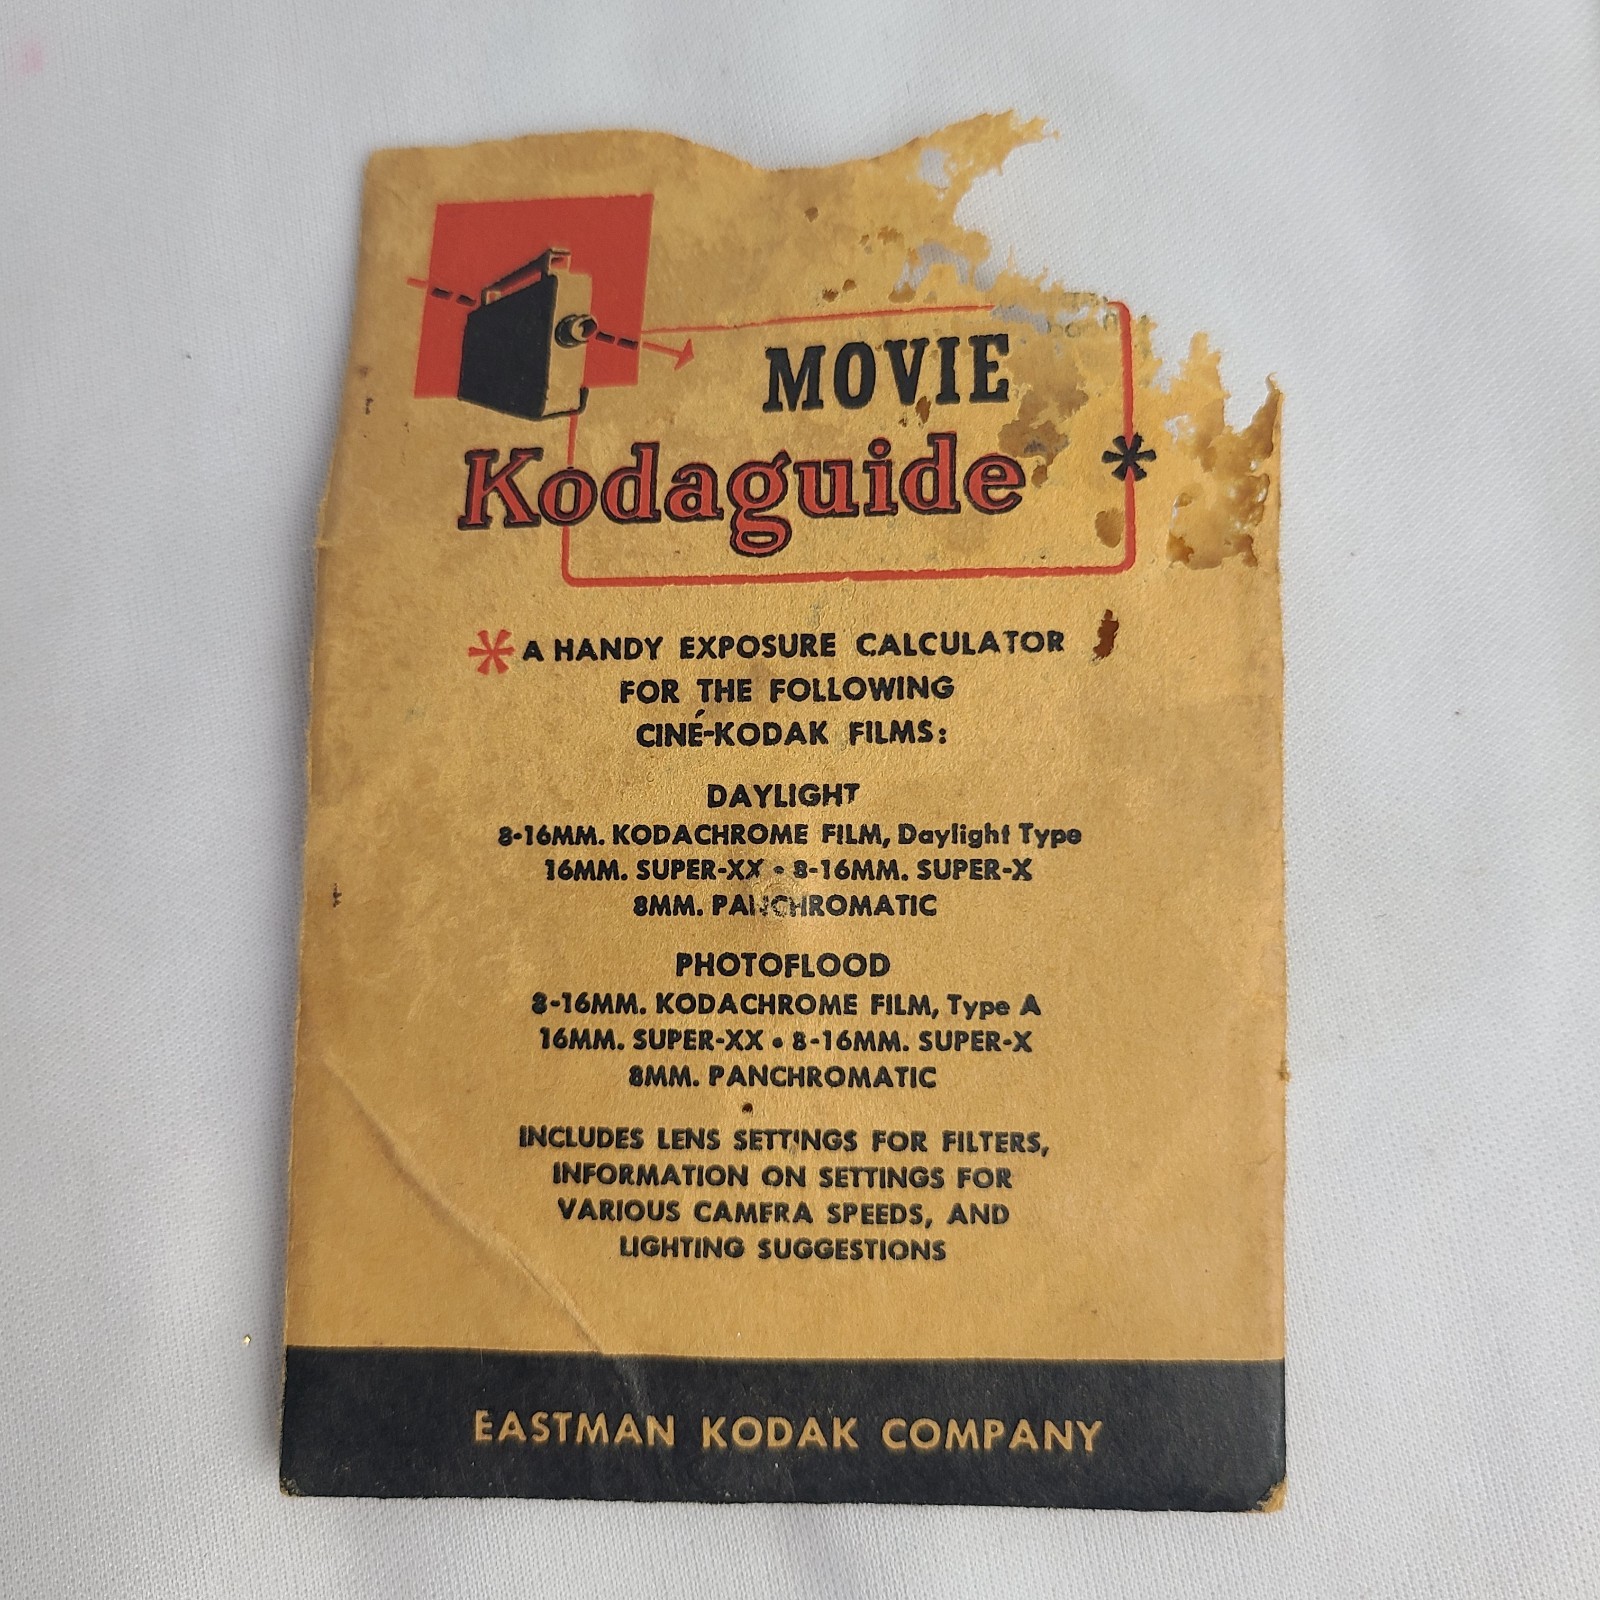 MOVIE
Kodaguide *
*A HANDY EXPOSURE CALCULATOR
FOR THE FOLLOWING
CINÉ-KODAK FILMS:
DAYLIGHT
8-16MM. KODACHROME FILM, Daylight Type
16MM. SUPER-XX • 8-16MM. SUPER-X
8MM. PANCHROMATIC
PHOTOFLOOD
8-16MM. KODACHROME FILM, Type A
16MM. SUPER-XX • 8-16MM. SUPER-X
8MM. PANCHROMATIC
INCLUDES LENS SETTINGS FOR FILTERS,
INFORMATION ON SETTINGS FOR
VARIOUS CAMERA SPEEDS, AND
LIGHTING SUGGESTIONS
EASTMAN KODAK COMPANY